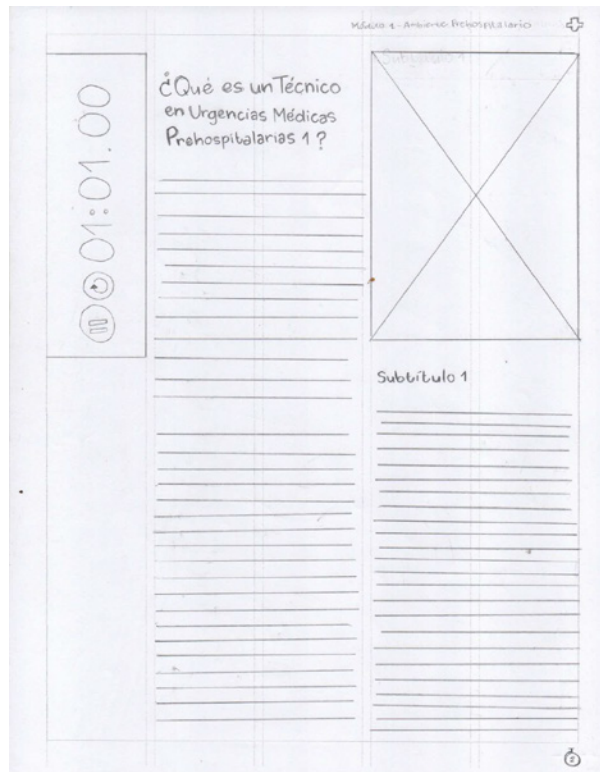 Módulo 1 - Ambiente Prehospitalario
01:01.00
¿Qué es un Técnico
en Urgencias Médicas
Prehospitalarias 1?
Subtítulo 1
Subtítulo 1
2